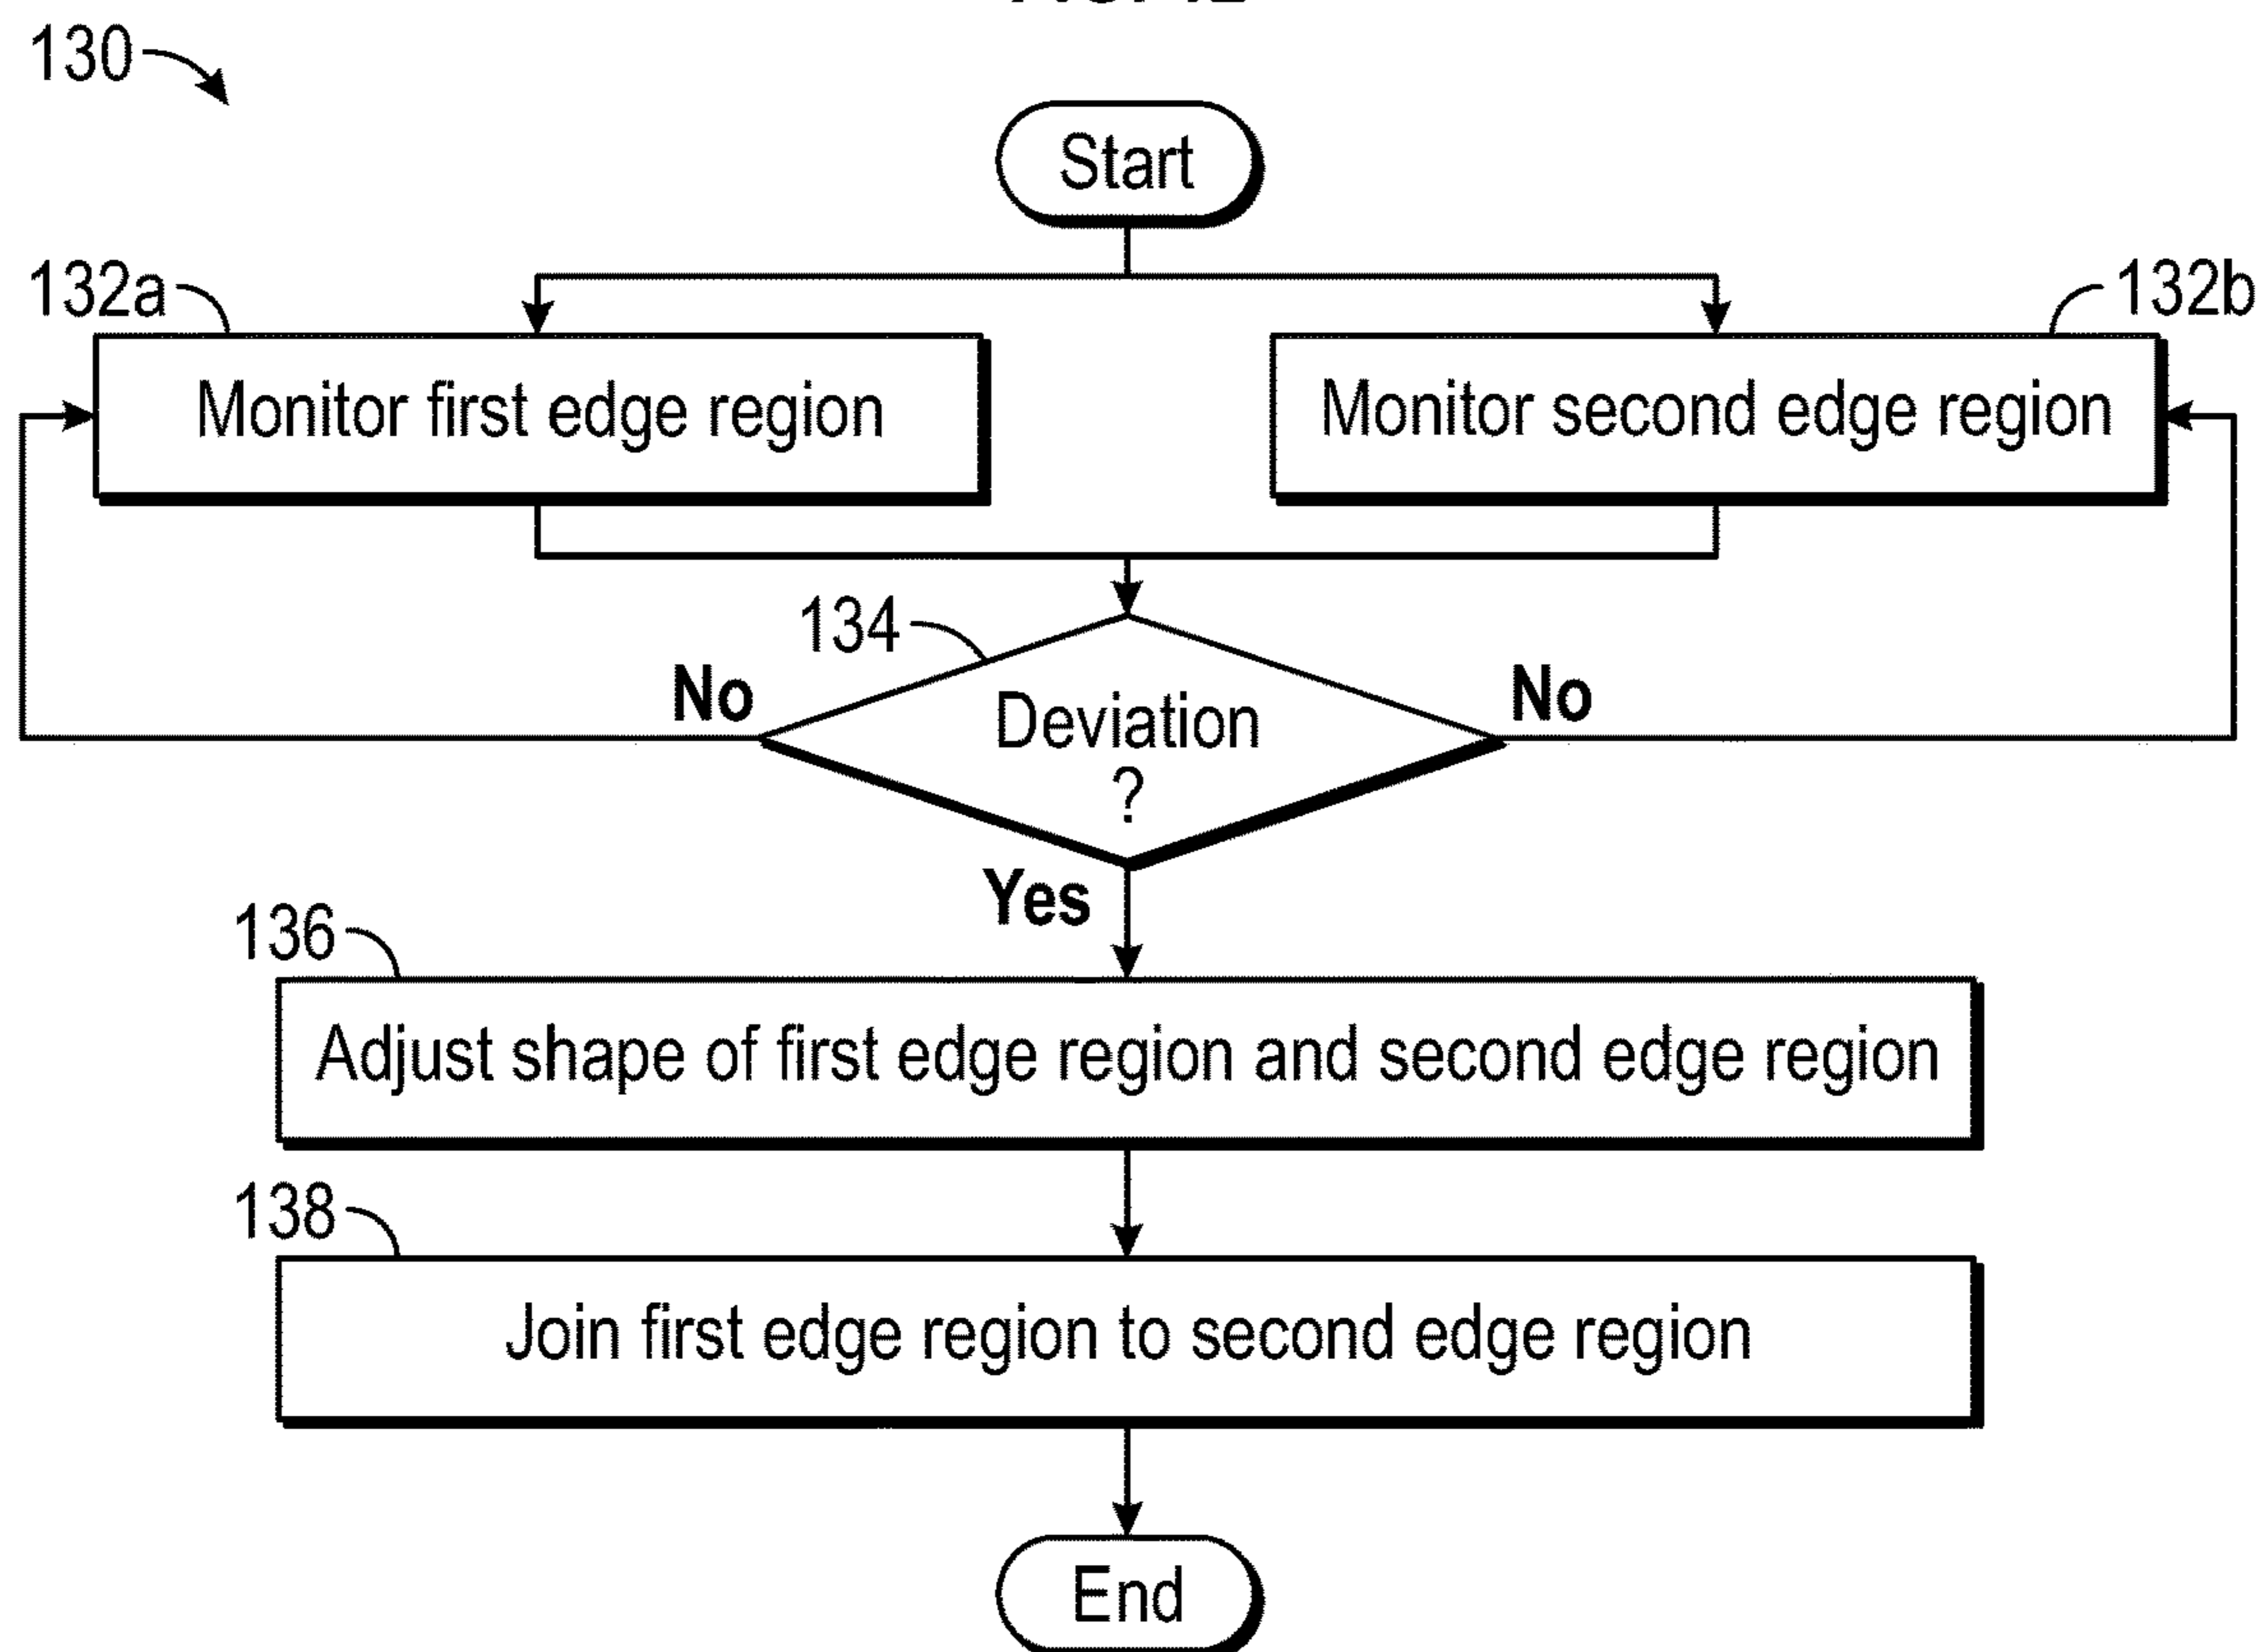 130
Start
132a
132b
Monitor first edge region
Monitor second edge region
134
No
No
Deviation
?
Yes
136
Adjust shape of first edge region and second edge region
138
Join first edge region to second edge region
End